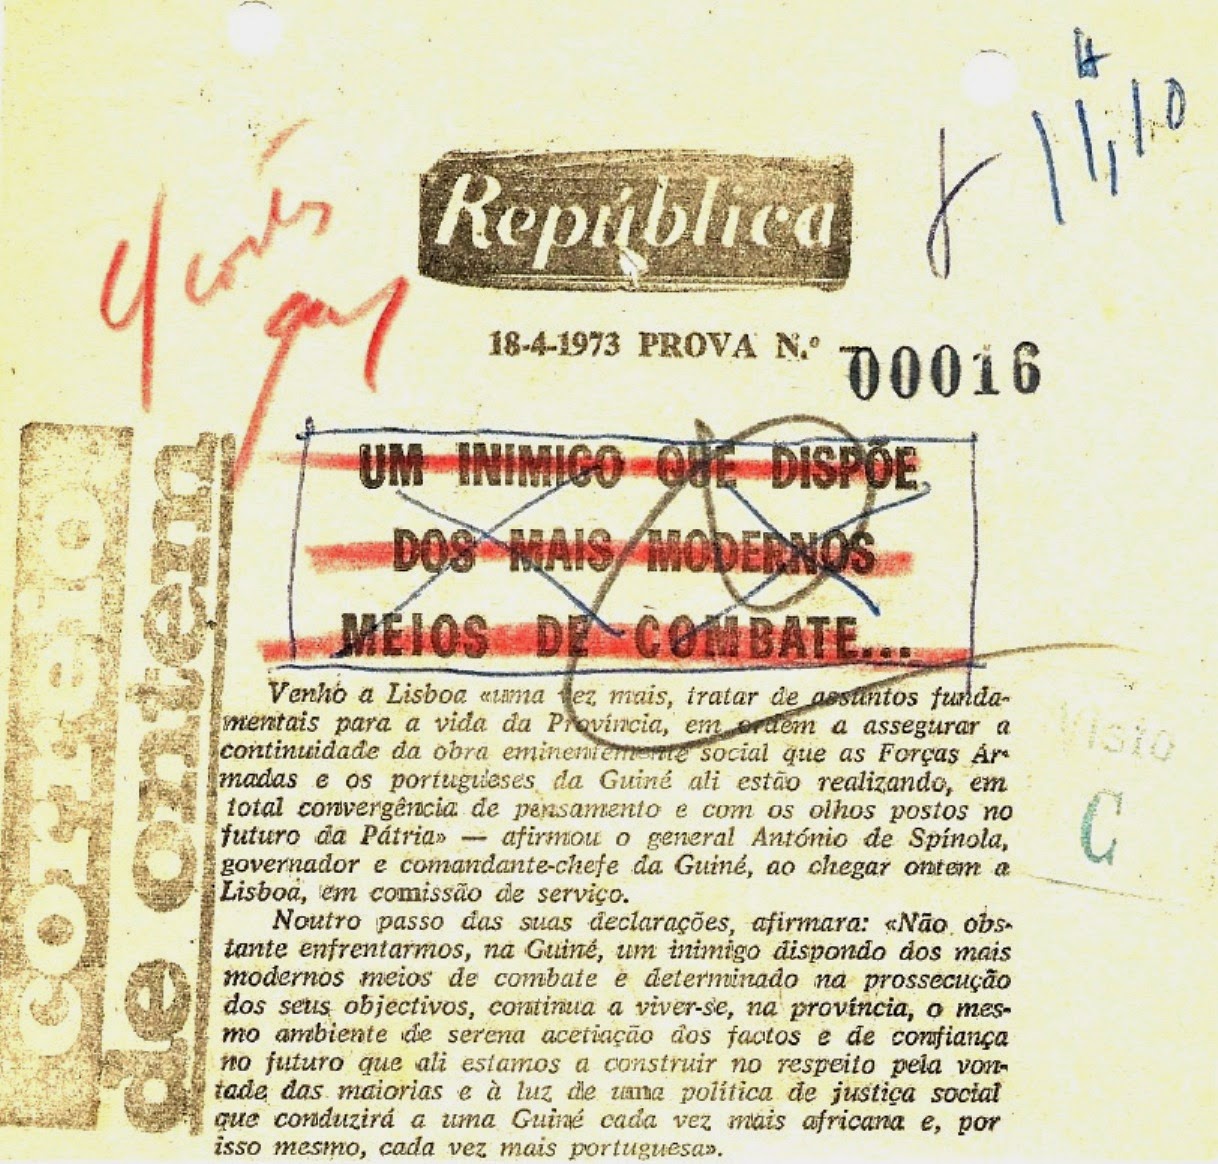 H
11,10
República
4 cortes
18-4-1973 PROVA N.º 00016
correio
de ontem
UM INIMIGO QUE DISPÕE
DOS MAIS MODERNOS
MEIOS DE COMBATE...
Venho a Lisboa «uma vez mais, tratar de assuntos funda-
mentais para a vida da Província, em ordem a assegurar a
continuidade da obra eminentemente social que as Forças Ar-
madas e os portugueses da Guiné ali estão realizando, em
total convergência de pensamento e com os olhos postos no
futuro da Pátria» — afirmou o general António de Spínola,
governador e comandante-chefe da Guiné, ao chegar ontem a
Lisboa, em comissão de serviço.
Noutro passo das suas declarações, afirmara: «Não obs-
tante enfrentarmos, na Guiné, um inimigo dispondo dos mais
modernos meios de combate e determinado na prossecução
dos seus objectivos, continua a viver-se, na província, o mes-
mo ambiente de serena acetiação dos factos e de confiança
no futuro que ali estamos a construir no respeito pela von-
tade das maiorias e à luz de uma política de justiça social
que conduzirá a uma Guiné cada vez mais africana e, por
isso mesmo, cada vez mais portuguesa».
Visto
C